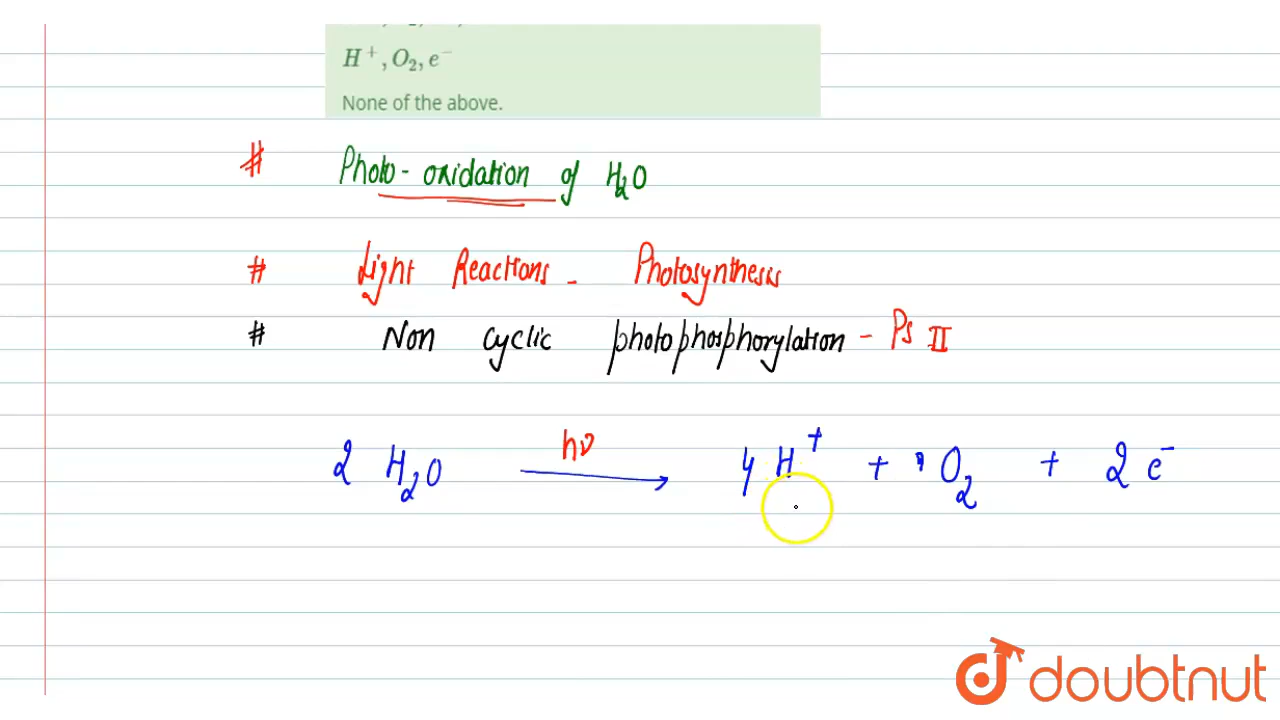 H⁺, O₂, e⁻
None of the above.
# Photo-oxidation of H₂O
# Light Reactions - Photosynthesis
# Non cyclic photophosphorylation - Ps II
hν
2 H₂O → 4 H⁺ + O₂ + 2 e⁻
doubtnut